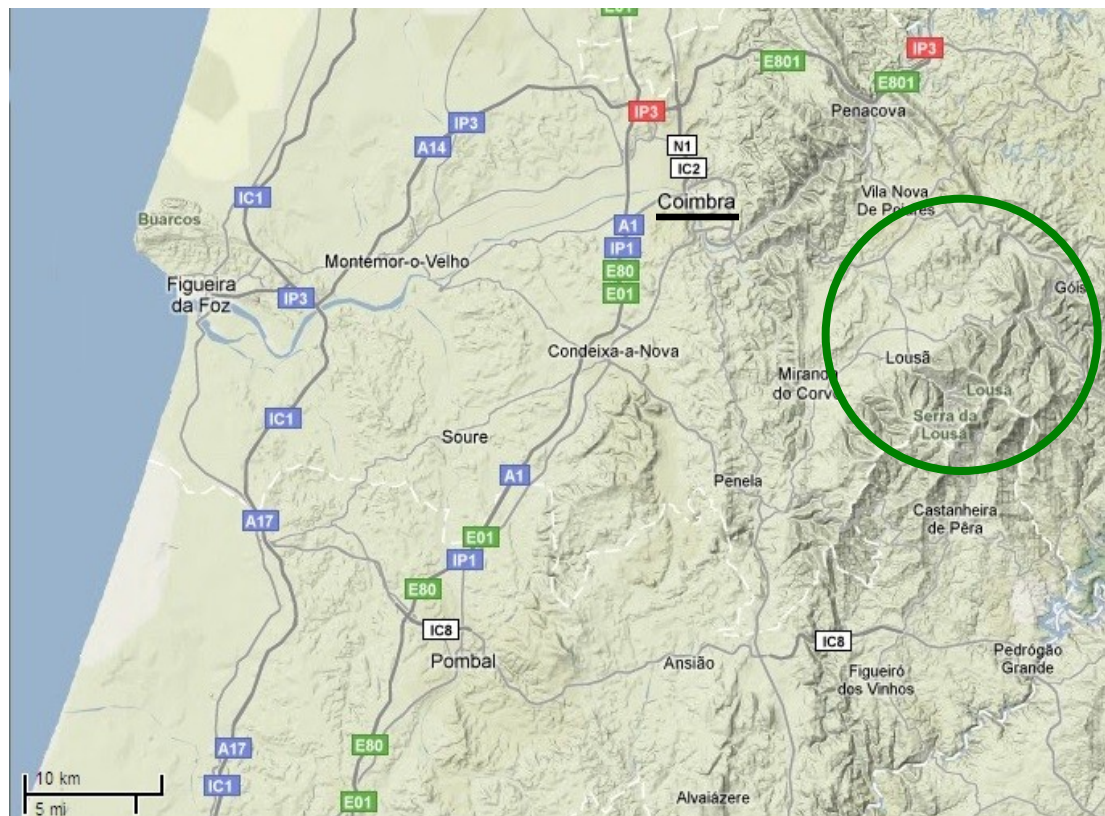 E01
IP3
E801
E801
Penacova
IP3
IP3
A14
N1
IC2
IC1
Vila Nova
De Poiares
Coimbra
Buarcos
A1
IP1
Montemor-o-Velho
E80
Figueira
da Foz
IP3
E01
Góis
Condeixa-a-Nova
Lousã
Miranda
do Corvo
Lousa
IC1
Serra da
Lousa
Soure
A1
Penela
Castanheira
de Pêra
A17
E01
IP1
E80
IC8
IC8
Pombal
Ansião
Pedrógão
Grande
Figueiró
dos Vinhos
A17
E80
10 km
IC1
5 mi
E01
Alvaiázere